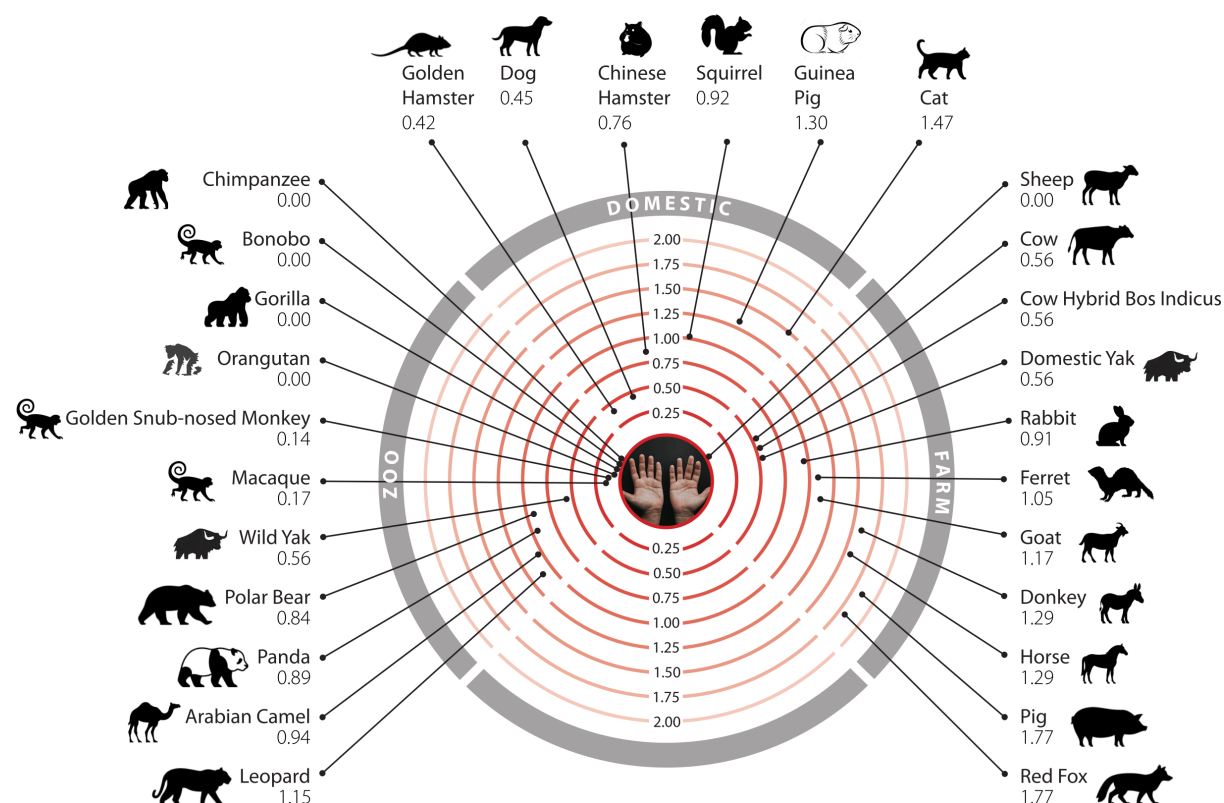 Golden
Hamster
0.42
Dog
0.45
Chinese
Hamster
0.76
Squirrel
0.92
Guinea
Pig
1.30
Cat
1.47
Chimpanzee
0.00
Bonobo
0.00
Gorilla
0.00
Orangutan
0.00
Golden Snub-nosed Monkey
0.14
Macaque
0.17
Wild Yak
0.56
Polar Bear
0.84
Panda
0.89
Arabian Camel
0.94
Leopard
1.15
DOMESTIC
ZOO
FARM
2.00
1.75
1.50
1.25
1.00
0.75
0.50
0.25
0.25
0.50
0.75
1.00
1.25
1.50
1.75
2.00
Sheep
0.00
Cow
0.56
Cow Hybrid Bos Indicus
0.56
Domestic Yak
0.56
Rabbit
0.91
Ferret
1.05
Goat
1.17
Donkey
1.29
Horse
1.29
Pig
1.77
Red Fox
1.77